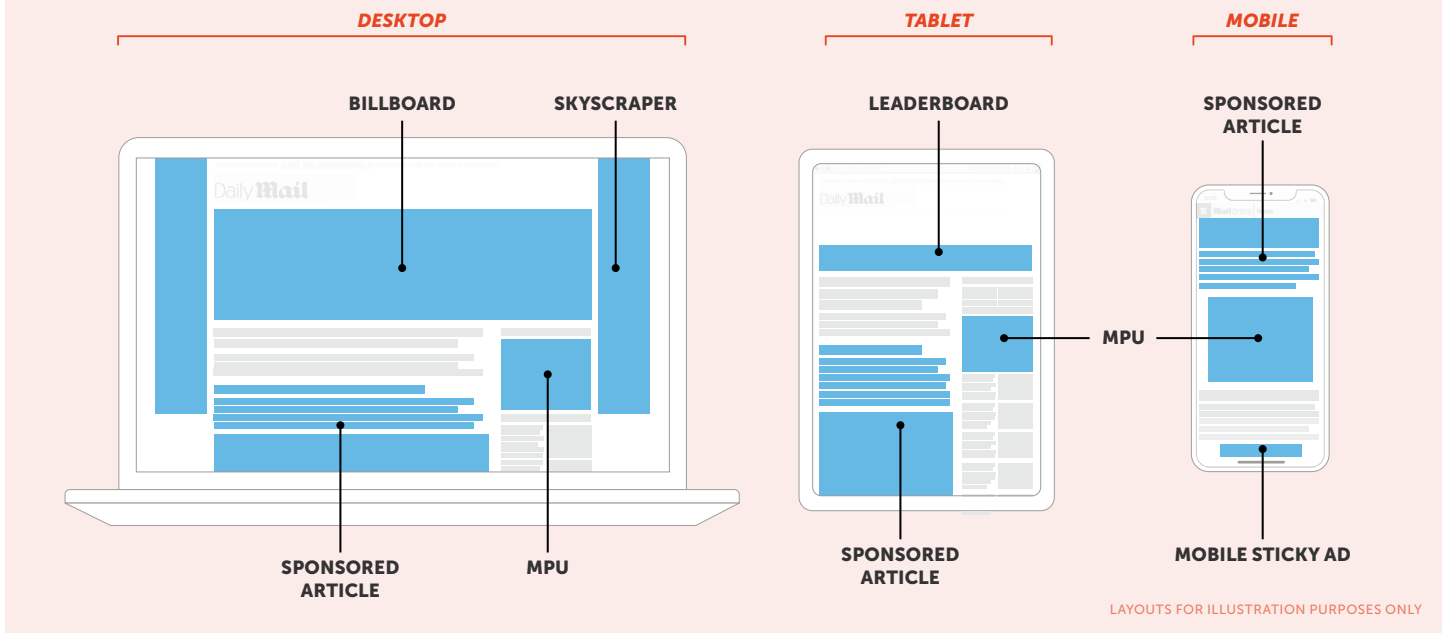 DESKTOP
TABLET
MOBILE
BILLBOARD
SKYSCRAPER
LEADERBOARD
SPONSORED
ARTICLE
Daily Mail
Daily Mail
MailOnline
MPU
SPONSORED
ARTICLE
MPU
SPONSORED
ARTICLE
MOBILE STICKY AD
LAYOUTS FOR ILLUSTRATION PURPOSES ONLY